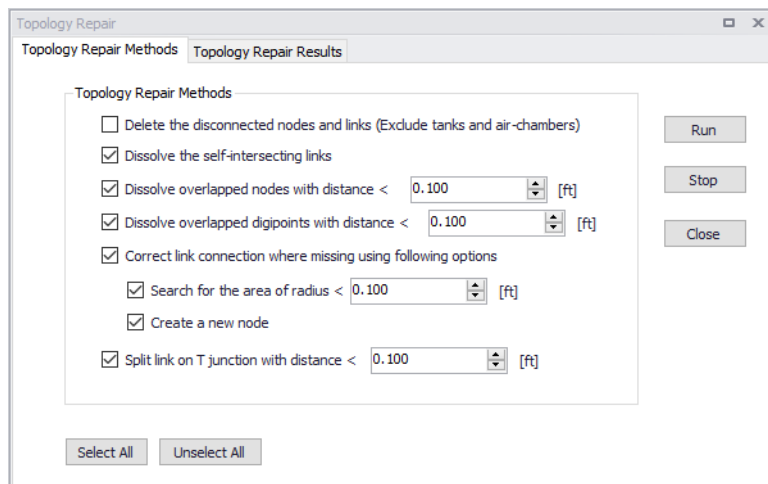 Topology Repair
Topology Repair Methods Topology Repair Results
Topology Repair Methods
Delete the disconnected nodes and links (Exclude tanks and air-chambers)
Run
Dissolve the self-intersecting links
Dissolve overlapped nodes with distance < 0.100 [ft]
Stop
Dissolve overlapped digipoints with distance < 0.100 [ft]
Close
Correct link connection where missing using following options
Search for the area of radius < 0.100 [ft]
Create a new node
Split link on T junction with distance < 0.100 [ft]
Select All Unselect All